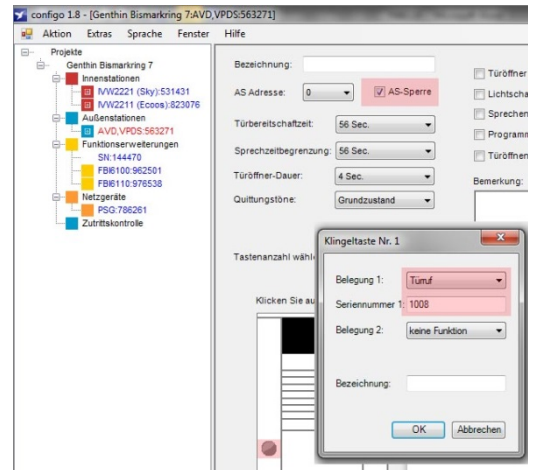 configo 1.8 - [Genthin Bismarkring 7:AVD,VPDS:563271]
Aktion Extras Sprache Fenster Hilfe
Projekte
Genthin Bismarkring 7
Innenstationen
IVW2221 (Sky):531431
IVW2211 (Ecoos):823076
Außenstationen
AVD,VPDS:563271
Funktionserweiterungen
SN:144470
FBI6100:962501
FBI6110:976538
Netzgeräte
PSG:786261
Zutrittskontrolle
Bezeichnung:
AS Adresse: 0 AS-Sperre
Türbereitschaftzeit: 56 Sec.
Sprechzeitbegrenzung: 56 Sec.
Türöffner-Dauer: 4 Sec.
Quittungstöne: Grundzustand
Türöffner
Lichtscha
Sprechen
Programm
Türöffnen
Bemerkung:
Tastenanzahl wähl
Klicken Sie au
Klingeltaste Nr. 1
Belegung 1: Türruf
Seriennummer 1: 1008
Belegung 2: keine Funktion
Bezeichnung:
OK Abbrechen